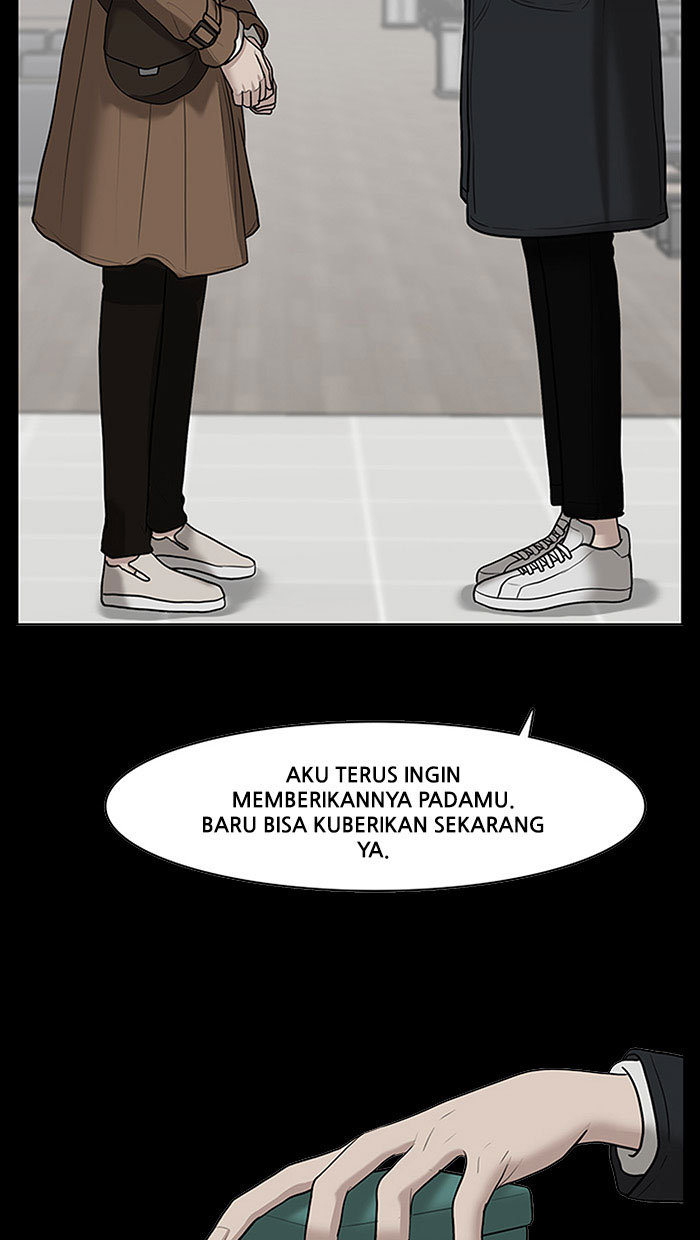 AKU TERUS INGIN
MEMBERIKANNYA PADAMU.
BARU BISA KUBERIKAN SEKARANG
YA.